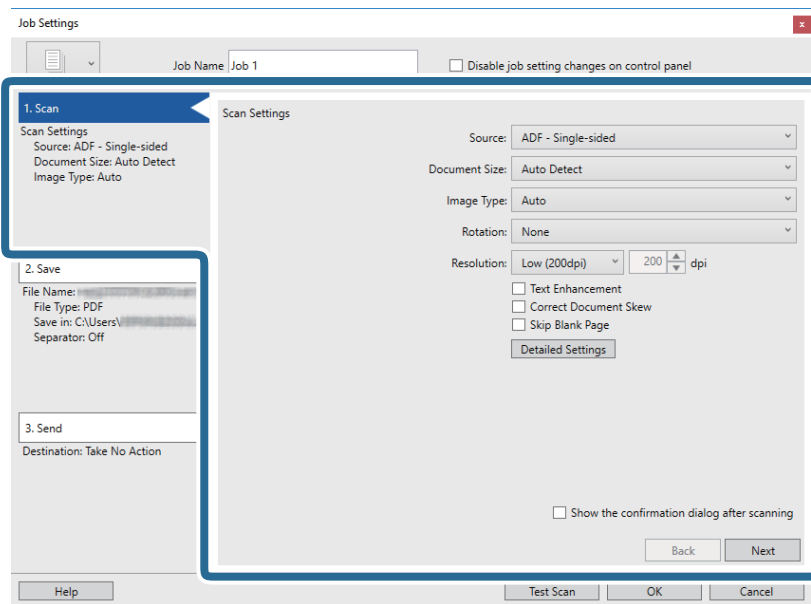 Job Settings
x
Job Name Job 1
Disable job setting changes on control panel
1. Scan
Scan Settings
Source: ADF - Single-sided
Document Size: Auto Detect
Image Type: Auto
2. Save
File Name:
File Type: PDF
Save in: C:\Users\
Separator: Off
3. Send
Destination: Take No Action
Scan Settings
Source: ADF - Single-sided
Document Size: Auto Detect
Image Type: Auto
Rotation: None
Resolution: Low (200dpi) 200 dpi
Text Enhancement
Correct Document Skew
Skip Blank Page
Detailed Settings
Show the confirmation dialog after scanning
Back Next
Help Test Scan OK Cancel